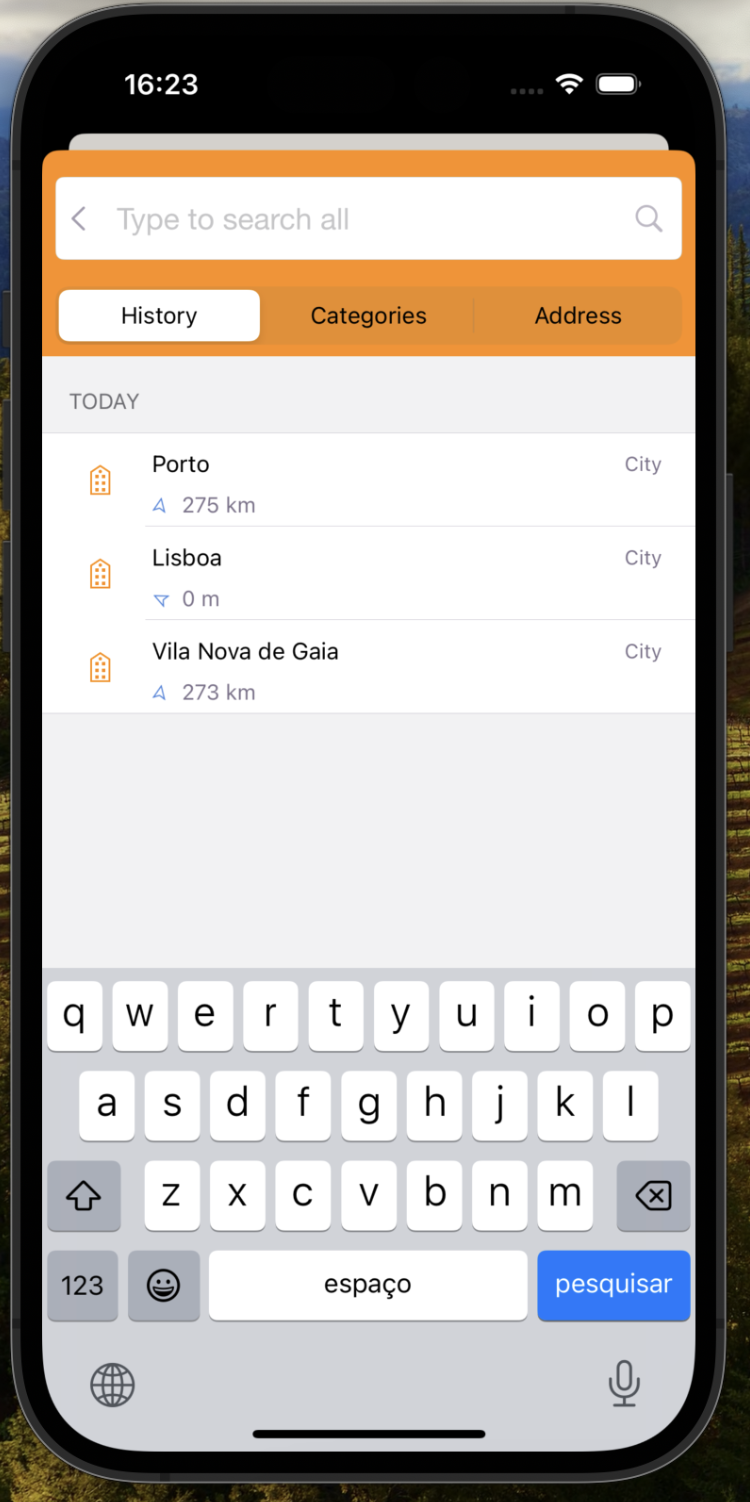 16:23
Type to search all
History Categories Address
TODAY
Porto City
275 km
Lisboa City
0 m
Vila Nova de Gaia City
273 km
q w e r t y u i o p
a s d f g h j k l
z x c v b n m
123 espaço pesquisar